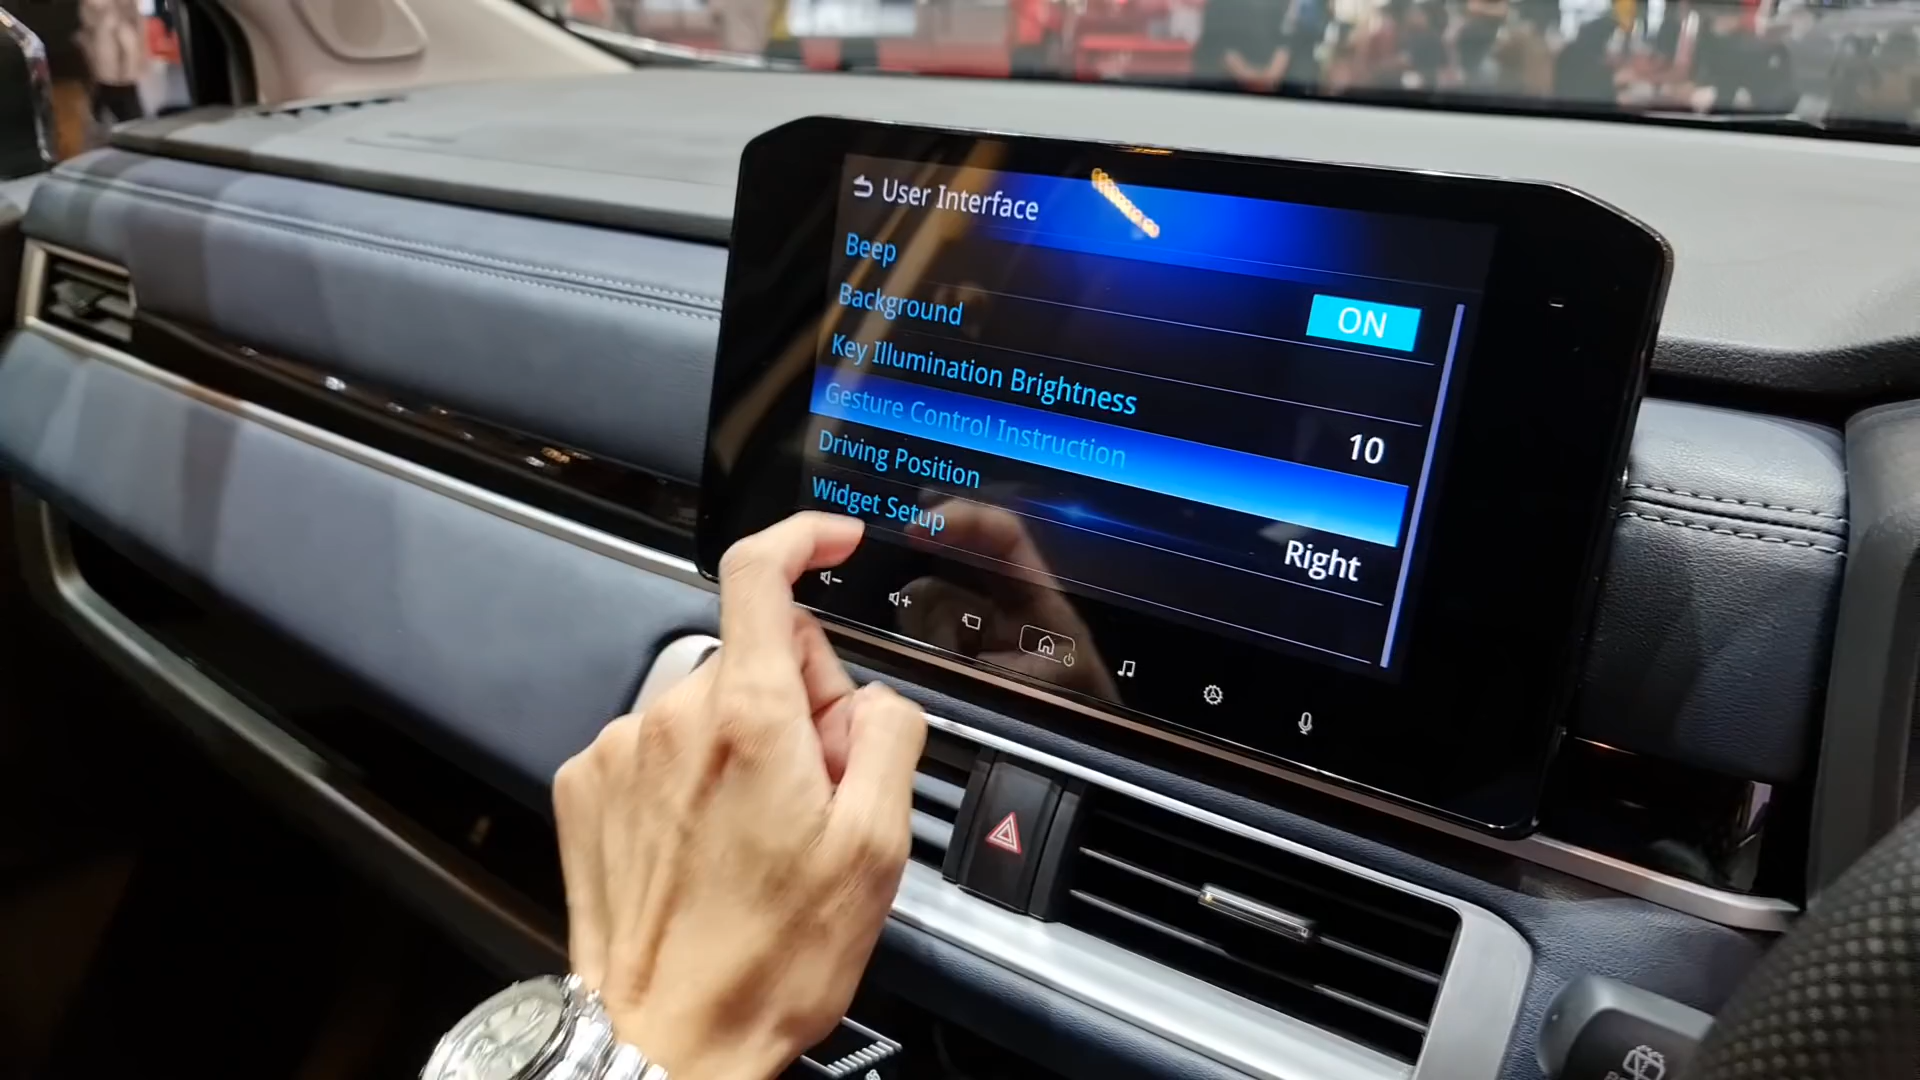 User Interface
Beep
ON
Background
Key Illumination Brightness
10
Gesture Control Instruction
Driving Position
Right
Widget Setup